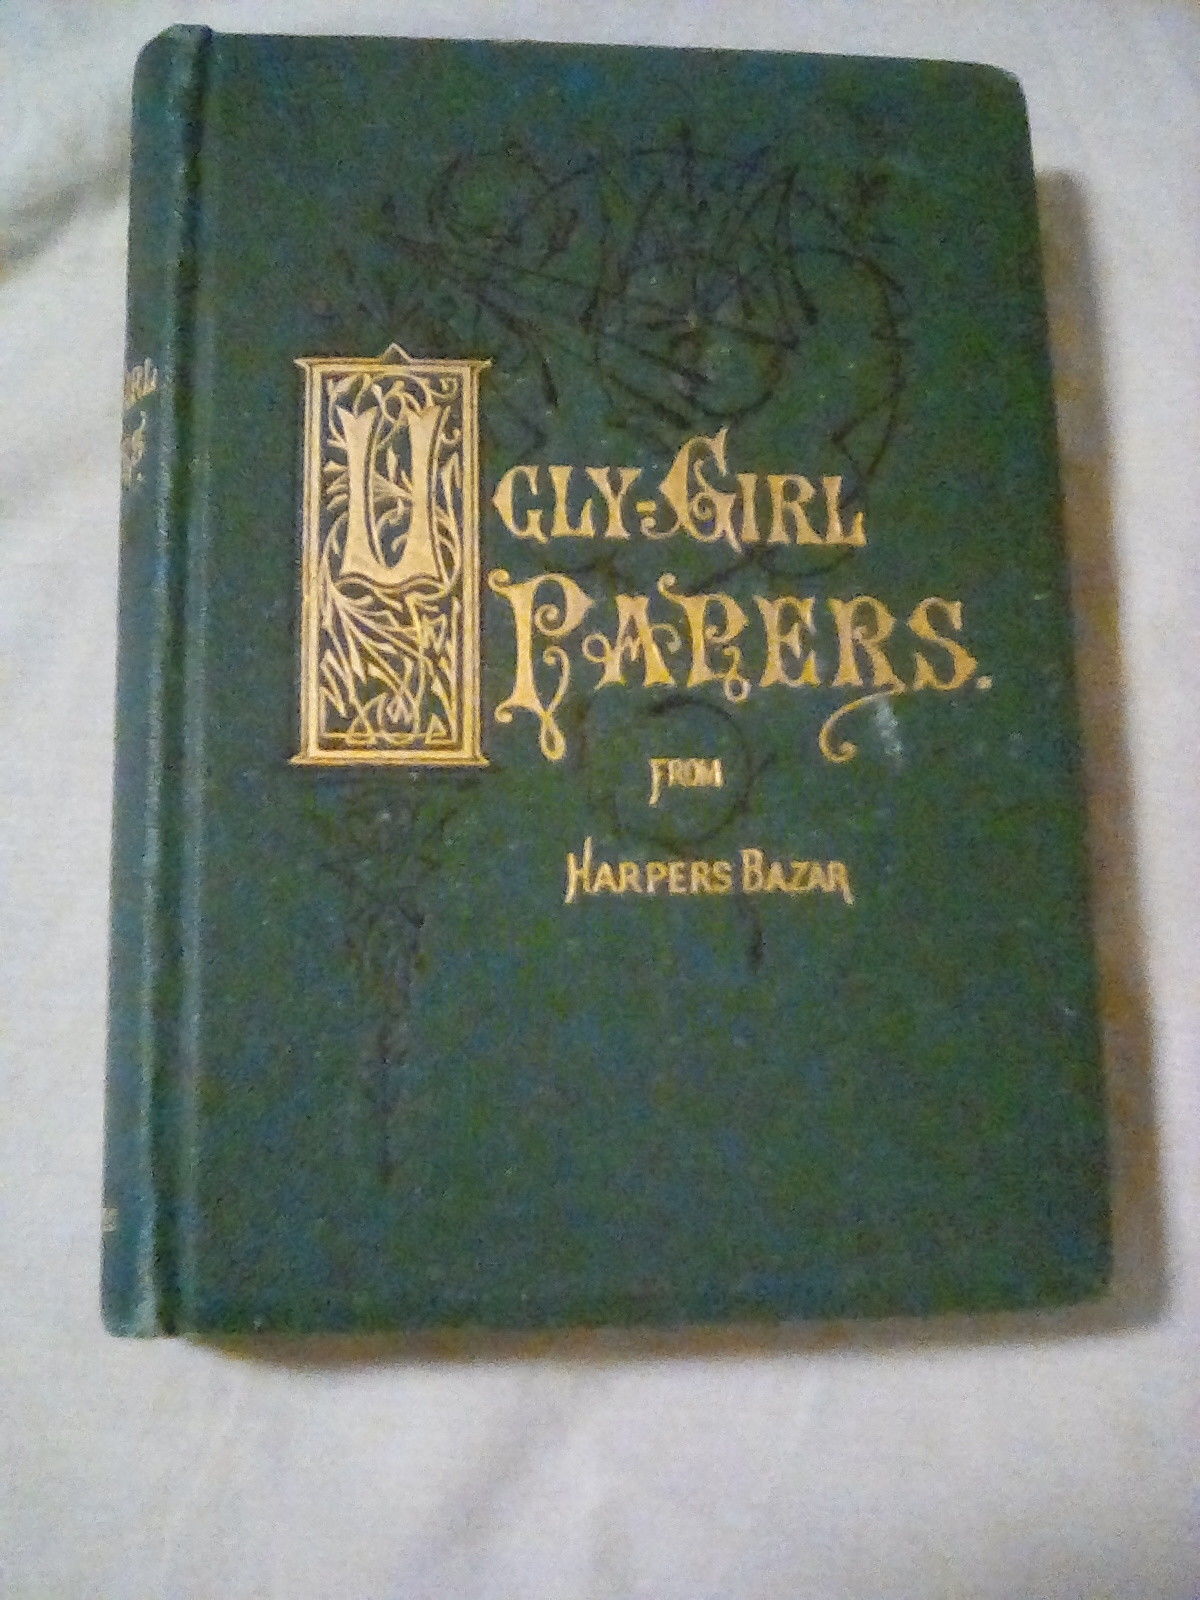 UGLY-GIRL
PAPERS.
FROM
HARPERS BAZAR